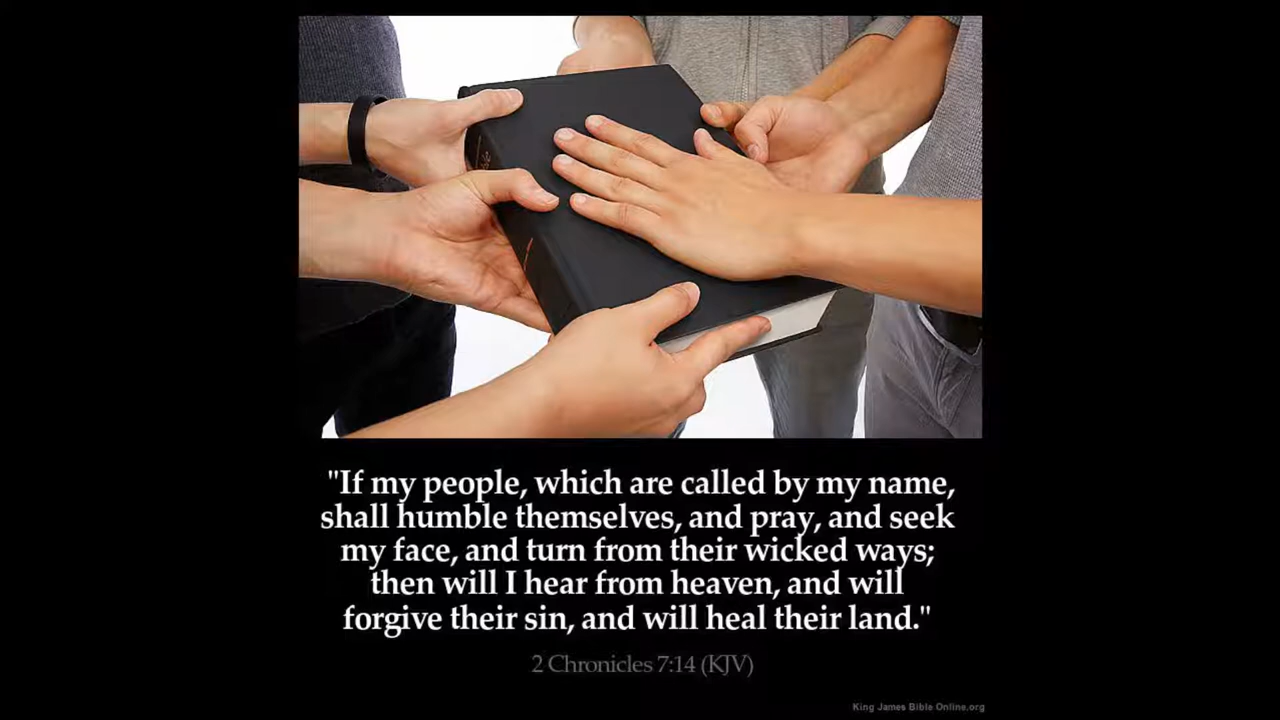 "If my people, which are called by my name,
shall humble themselves, and pray, and seek
my face, and turn from their wicked ways;
then will I hear from heaven, and will
forgive their sin, and will heal their land."
2 Chronicles 7:14 (KJV)
King James Bible Online.org